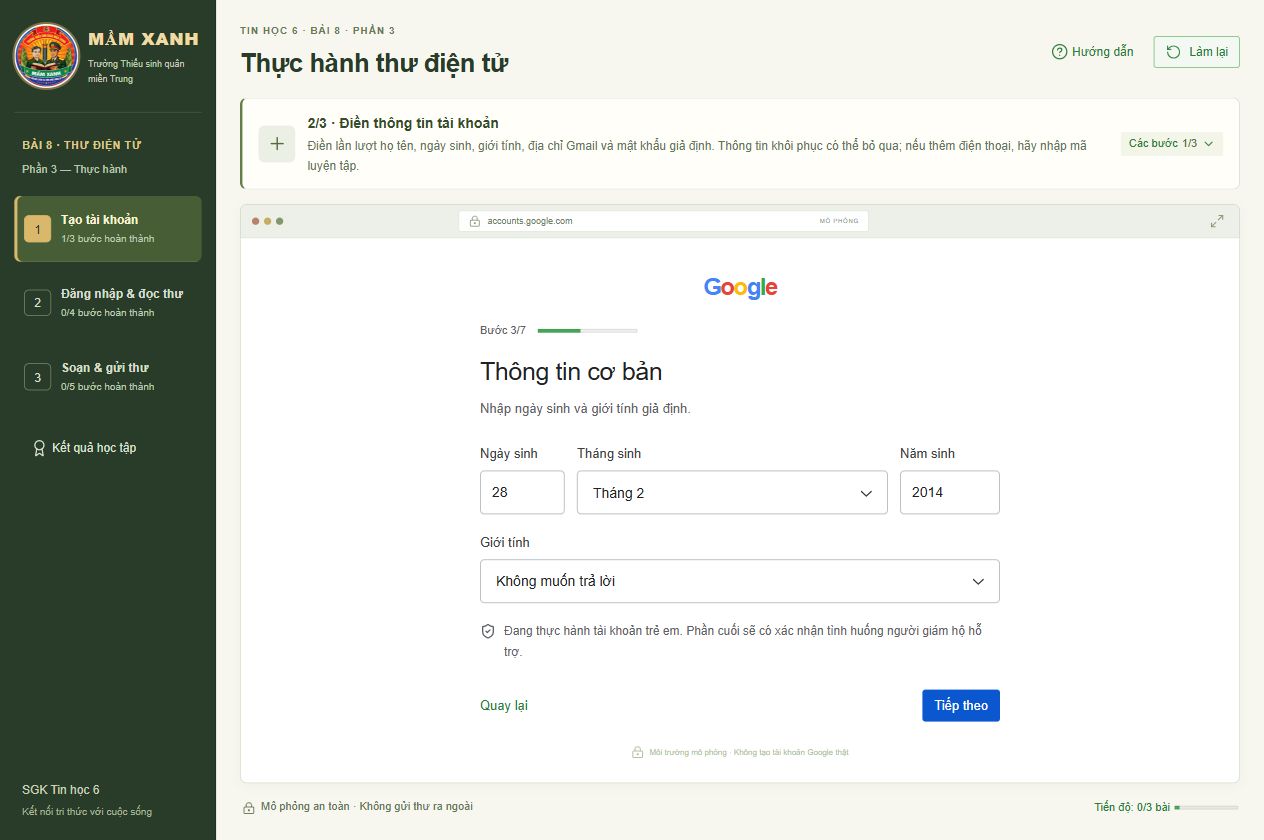 MẦM XANH
Trường Thiếu sinh quân
miền Trung
BÀI 8 · THƯ ĐIỆN TỬ
Phần 3 — Thực hành
1
Tạo tài khoản
1/3 bước hoàn thành
2
Đăng nhập & đọc thư
0/4 bước hoàn thành
3
Soạn & gửi thư
0/5 bước hoàn thành
Kết quả học tập
SGK Tin học 6
Kết nối tri thức với cuộc sống
TIN HỌC 6 · BÀI 8 · PHẦN 3
Thực hành thư điện tử
Hướng dẫn
Làm lại
2/3 · Điền thông tin tài khoản
Điền lần lượt họ tên, ngày sinh, giới tính, địa chỉ Gmail và mật khẩu giả định. Thông tin khôi phục có thể bỏ qua; nếu thêm điện thoại, hãy nhập mã
luyện tập.
Các bước 1/3
accounts.google.com
MÔ PHỎNG
Google
Bước 3/7
Thông tin cơ bản
Nhập ngày sinh và giới tính giả định.
Ngày sinh
Tháng sinh
Năm sinh
28
Tháng 2
2014
Giới tính
Không muốn trả lời
Đang thực hành tài khoản trẻ em. Phần cuối sẽ có xác nhận tình huống người giám hộ hỗ
trợ.
Quay lại
Tiếp theo
Môi trường mô phỏng · Không tạo tài khoản Google thật
Mô phỏng an toàn · Không gửi thư ra ngoài
Tiến độ: 0/3 bài